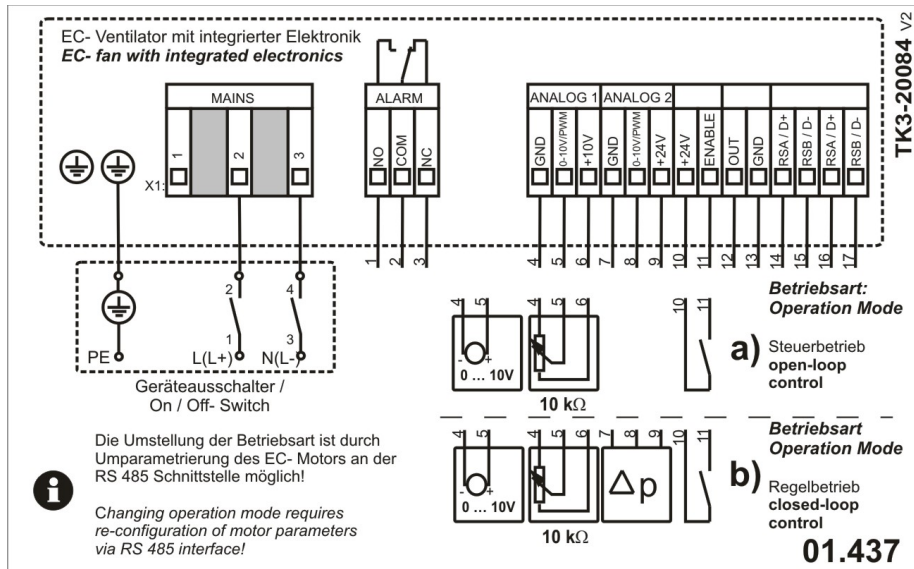 EC- Ventilator mit integrierter Elektronik
EC- fan with integrated electronics
TK3-20084 V2
MAINS
ALARM
ANALOG 1 ANALOG 2
X1:
1 2 3
NO COM NC
GND 0-10V/PWM +10V GND 0-10V/PWM +24V +24V ENABLE OUT GND RSA / D+ RSB / D- RSA / D+ RSB / D-
1 2 3
4 5 6 7 8 9 10 11 12 13 14 15 16 17
2 4
1 3
PE L(L+) N(L-)
Geräteausschalter /
On / Off- Switch
4 5 4 5 6 10 11
- +
0 ... 10V
10 kΩ
Betriebsart:
Operation Mode
a) Steuerbetrieb
open-loop
control
4 5 4 5 6 7 8 9 10 11
- +
0 ... 10V
10 kΩ
Δp
Betriebsart
Operation Mode
b) Regelbetrieb
closed-loop
control
i
Die Umstellung der Betriebsart ist durch
Umparametrierung des EC- Motors an der
RS 485 Schnittstelle möglich!
Changing operation mode requires
re-configuration of motor parameters
via RS 485 interface!
01.437